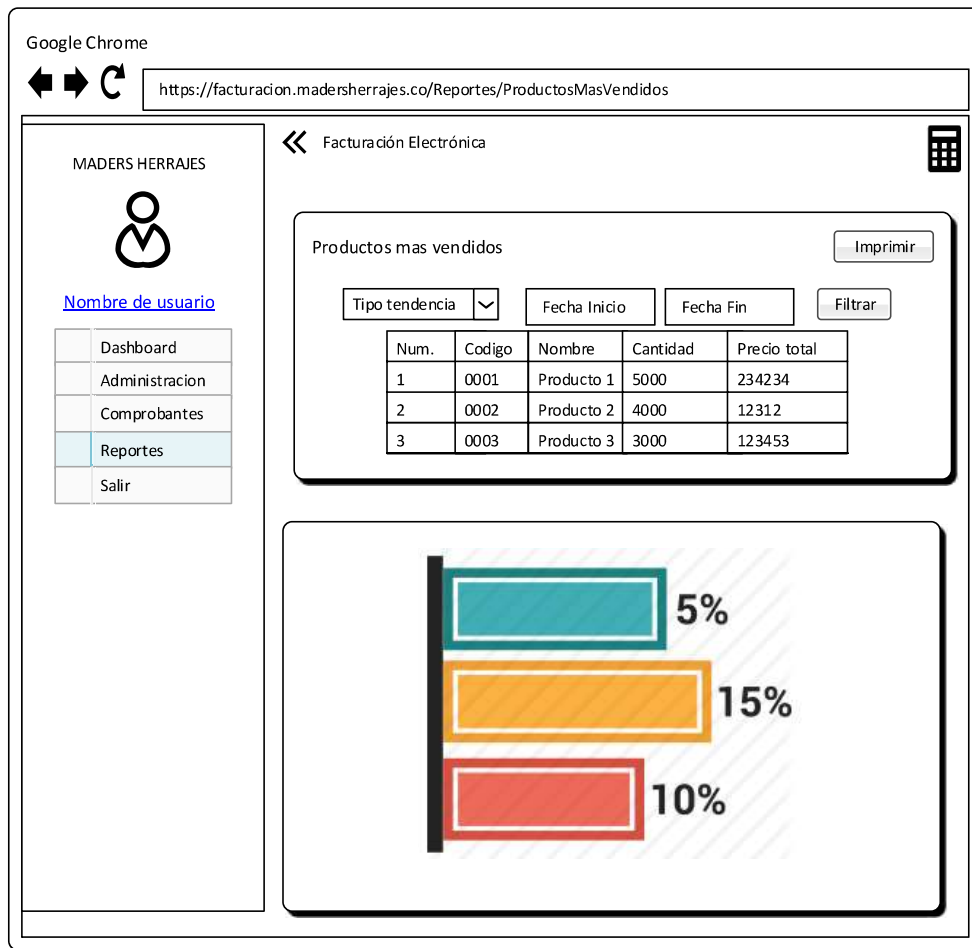 Google Chrome
https://facturacion.madersherrajes.co/Reportes/ProductosMasVendidos
MADERS HERRAJES
Nombre de usuario
Dashboard
Administracion
Comprobantes
Reportes
Salir
Facturación Electrónica
Productos mas vendidos
Imprimir
Tipo tendencia
Fecha Inicio
Fecha Fin
Filtrar
Num. Codigo Nombre Cantidad Precio total
1 0001 Producto 1 5000 234234
2 0002 Producto 2 4000 12312
3 0003 Producto 3 3000 123453
5%
15%
10%